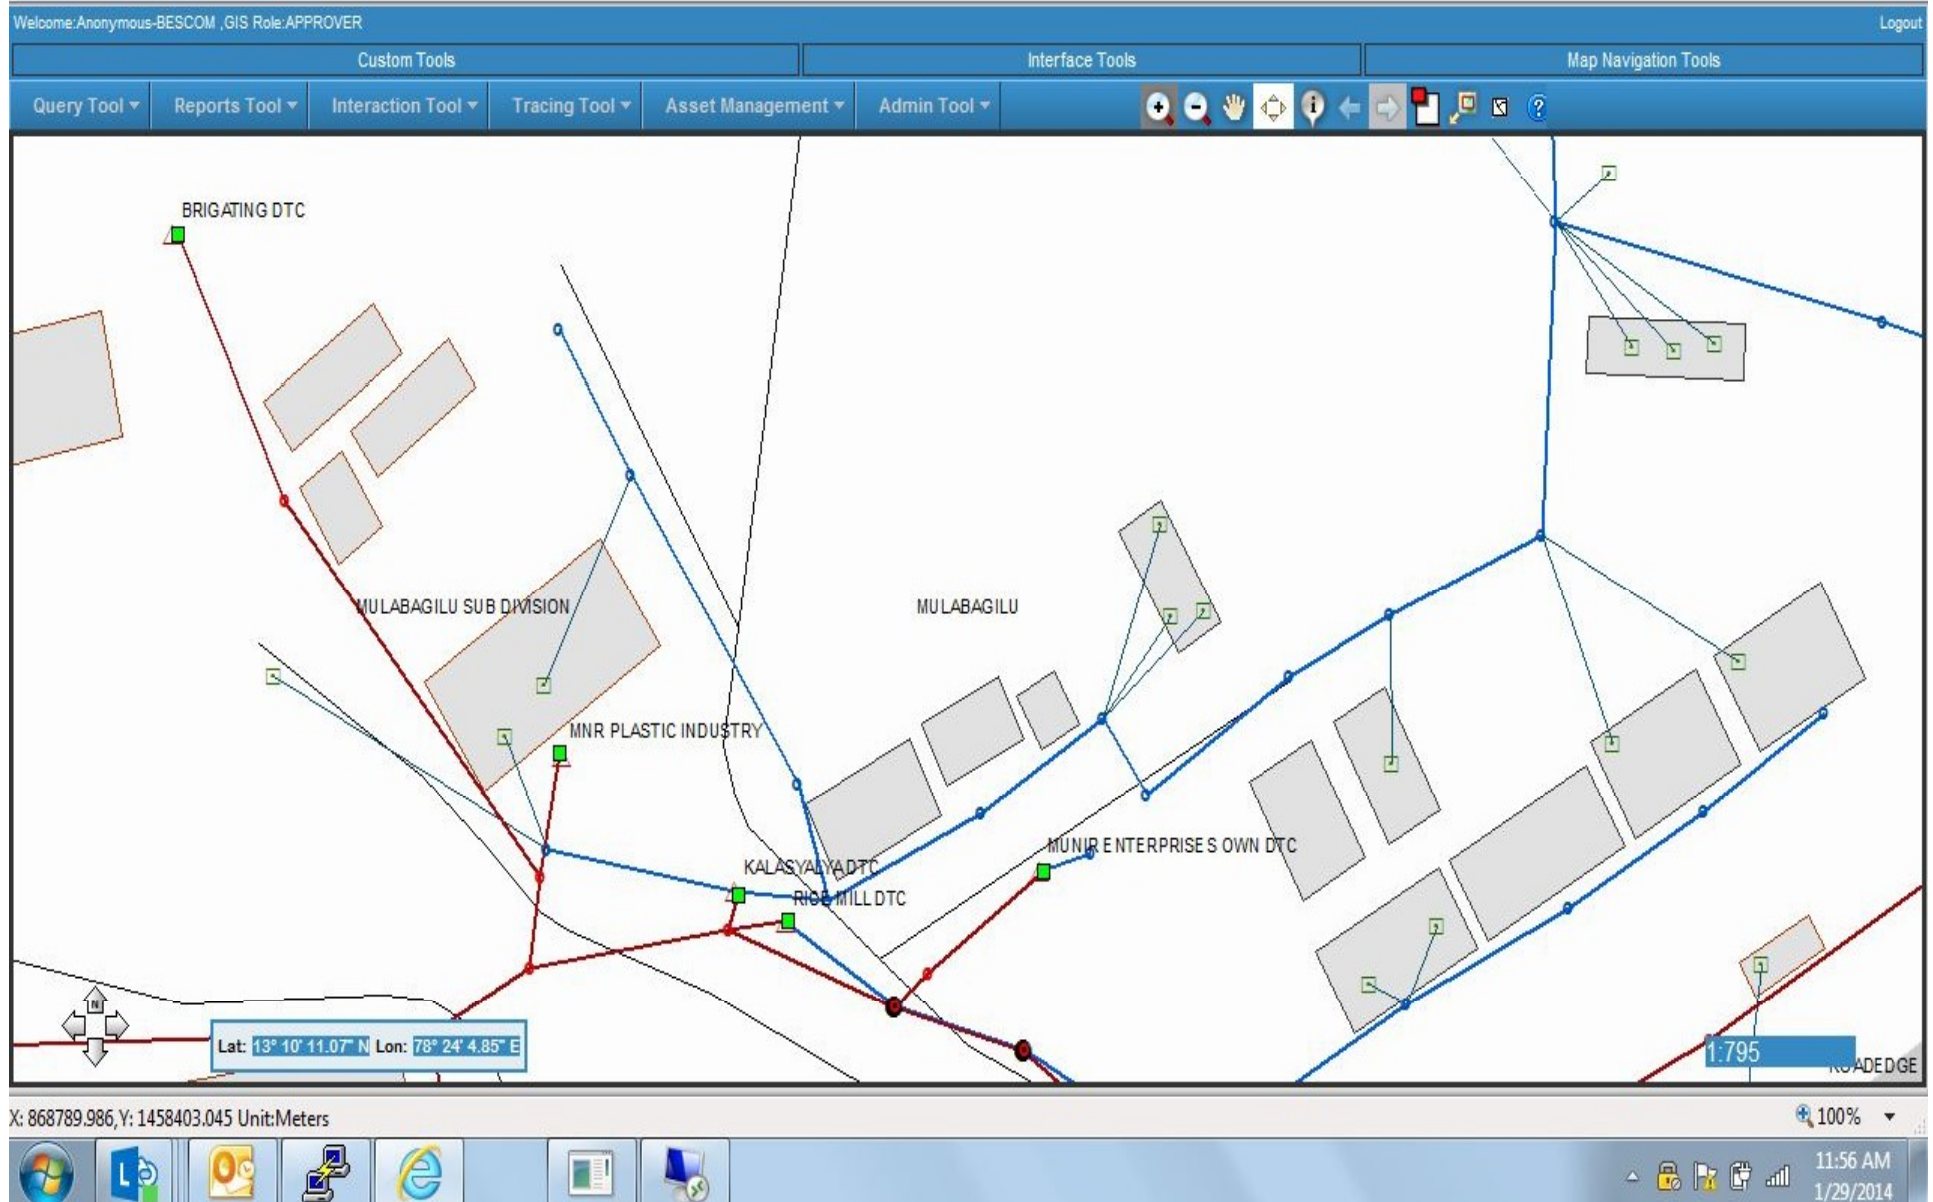 Welcome:Anonymous-BESCOM ,GIS Role:APPROVER
Logout
Custom Tools
Interface Tools
Map Navigation Tools
Query Tool
Reports Tool
Interaction Tool
Tracing Tool
Asset Management
Admin Tool
BRIGATING DTC
MULABAGILU SUB DIVISION
MULABAGILU
MNR PLASTIC INDUSTRY
MUNIR ENTERPRISES OWN DTC
KALASYALYA DTC
RICE MILL DTC
N
Lat: 13° 10' 11.07" N Lon: 78° 24' 4.85" E
1:795
ROADEDGE
X: 868789.986,Y: 1458403.045 Unit:Meters
100%
11:56 AM
1/29/2014